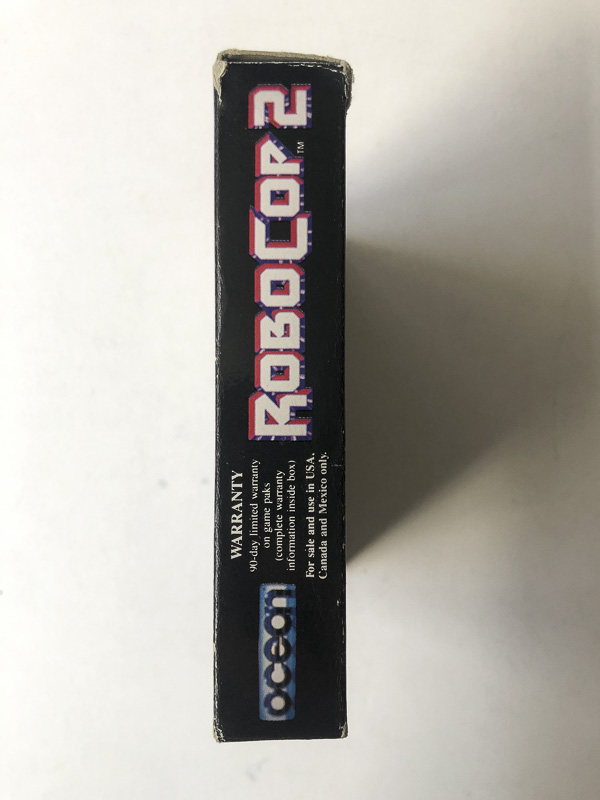 ocean
WARRANTY
90-day limited warranty
on game paks
(complete warranty
information inside box)
For sale and use in USA,
Canada and Mexico only.
ROBOCOP 2
TM